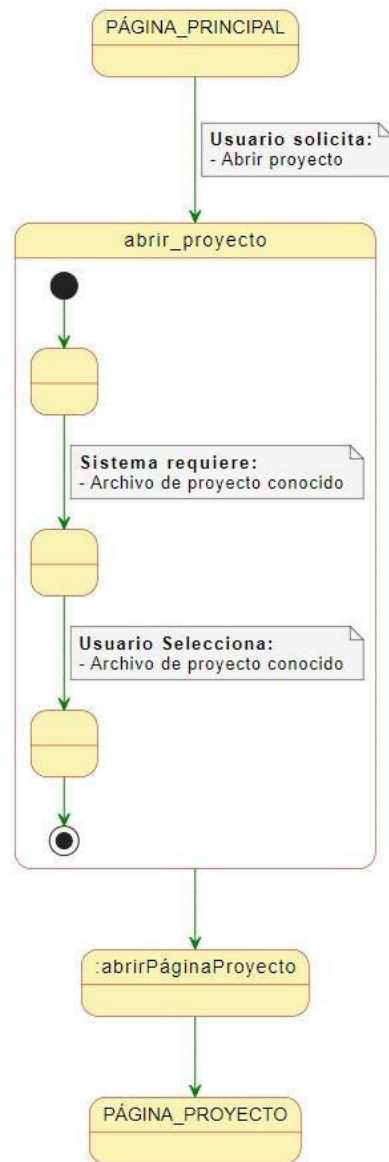 PÁGINA_PRINCIPAL
Usuario solicita:
- Abrir proyecto
abrir_proyecto
Sistema requiere:
- Archivo de proyecto conocido
Usuario Selecciona:
- Archivo de proyecto conocido
:abrirPáginaProyecto
PÁGINA_PROYECTO